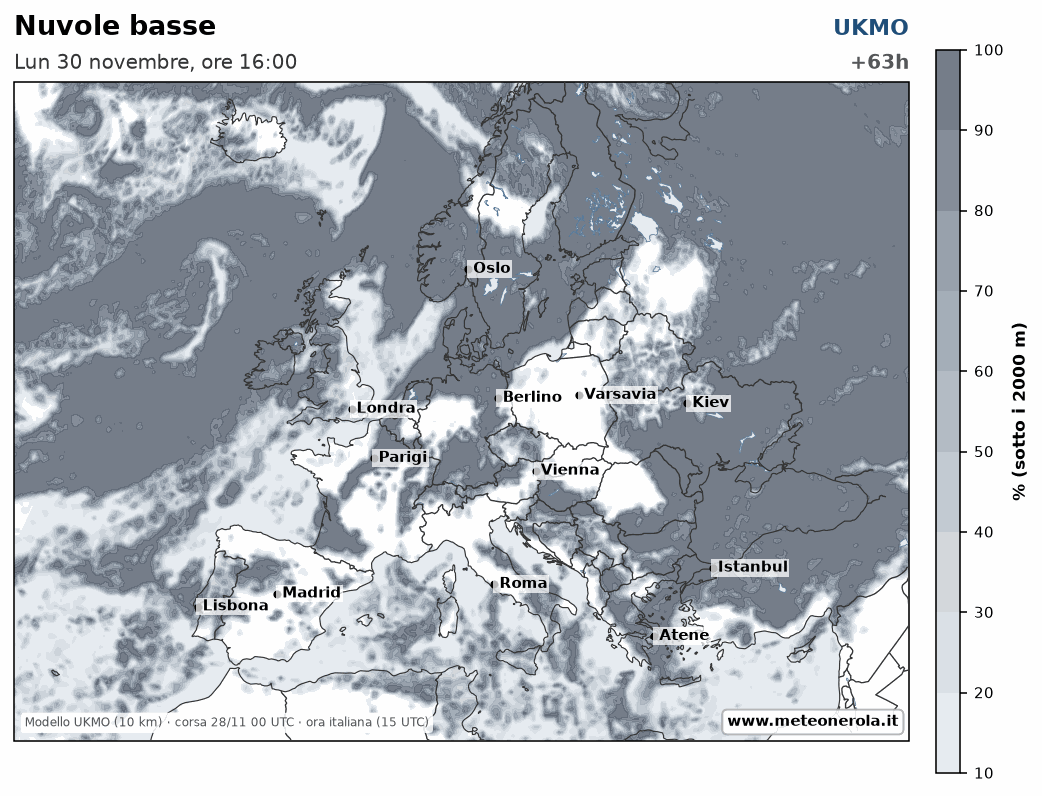 Nuvole basse
UKMO
Lun 30 novembre, ore 16:00
+63h
100
90
80
70
60
50
40
30
20
10
% (sotto i 2000 m)
Oslo
Berlino
Varsavia
Kiev
Londra
Parigi
Vienna
Istanbul
Roma
Madrid
Lisbona
Atene
Modello UKMO (10 km) · corsa 28/11 00 UTC · ora italiana (15 UTC)
www.meteonerola.it